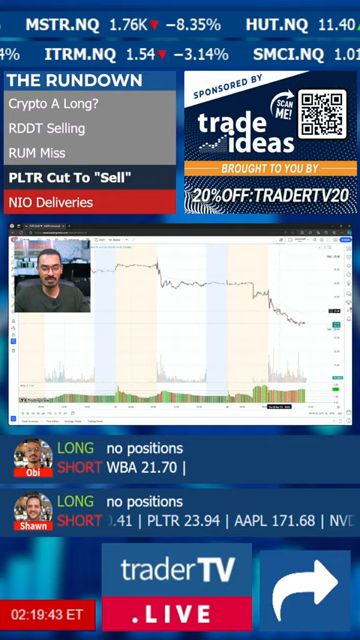 MSTR.NQ 1.76K▼ −8.35% HUT.NQ 11.40
4% ITRM.NQ 1.54▼ −3.14% SMCI.NQ 1.01
THE RUNDOWN
Crypto A Long?
RDDT Selling
RUM Miss
PLTR Cut To "Sell"
NIO Deliveries
SPONSORED BY
SCAN ME!
trade ideas
BROUGHT TO YOU BY
20%OFF:TRADERTV20
LONG no positions
SHORT WBA 21.70 |
Obi
LONG no positions
SHORT 0.41 | PLTR 23.94 | AAPL 171.68 | NVD
Shawn
traderTV
.LIVE
02:19:43 ET